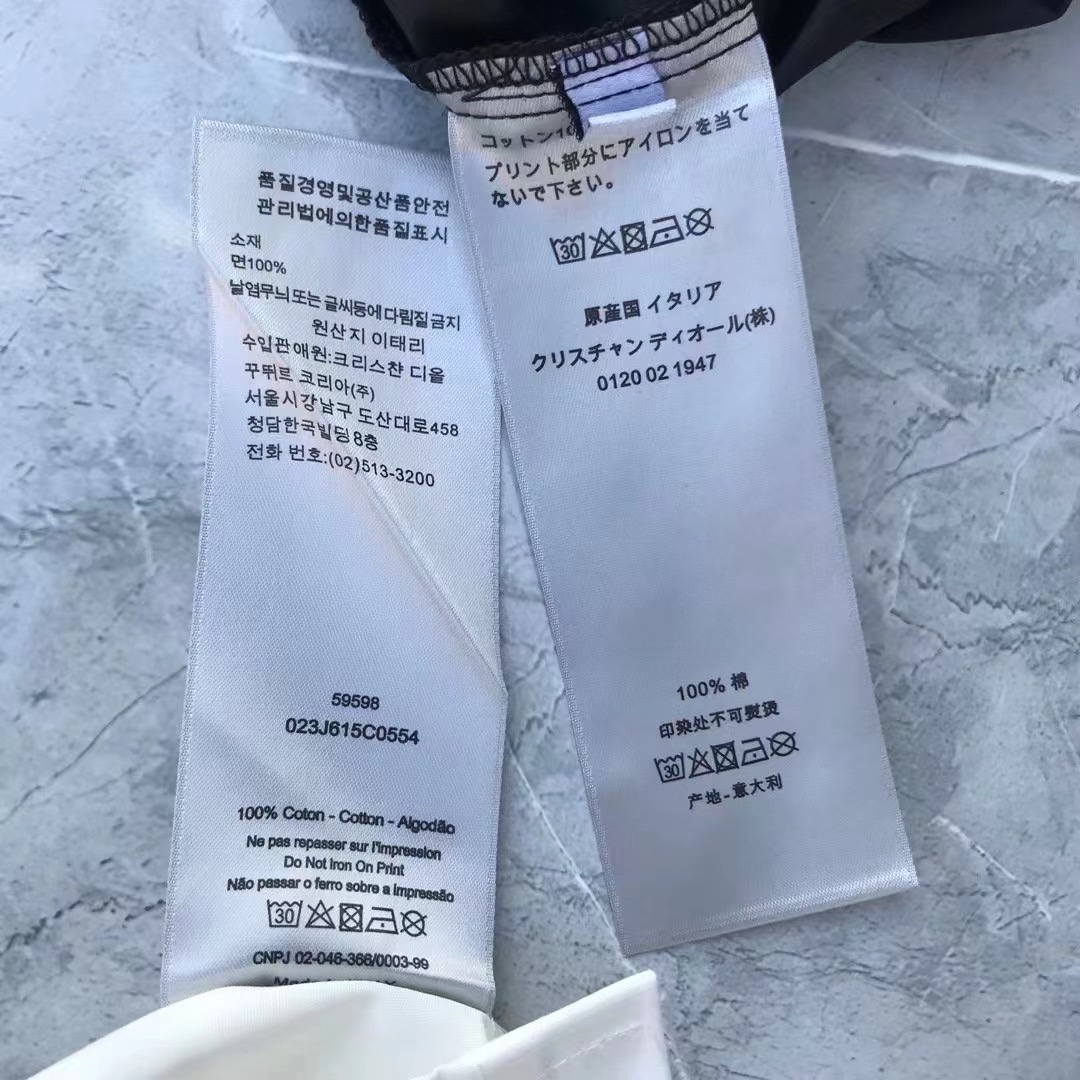 품질경영및공산품안전
관리법에의한품질표시
소재
면100%
날염무늬또는글씨등에다림질금지
원산지 이태리
수입판매원:크리스챤 디올
꾸뛰르 코리아(주)
서울시강남구 도산대로458
청담한국빌딩8층
전화 번호:(02)513-3200
59598
023J615C0554
100% Coton - Cotton - Algodão
Ne pas repasser sur l'impression
Do Not Iron On Print
Não passar o ferro sobre a impressão
30
CNPJ 02-046-366/0003-99
コットン10
プリント部分にアイロンを当て
ないで下さい。
30
原産国 イタリア
クリスチャン ディオール(株)
0120 02 1947
100% 棉
印染处不可熨烫
30
产地-意大利